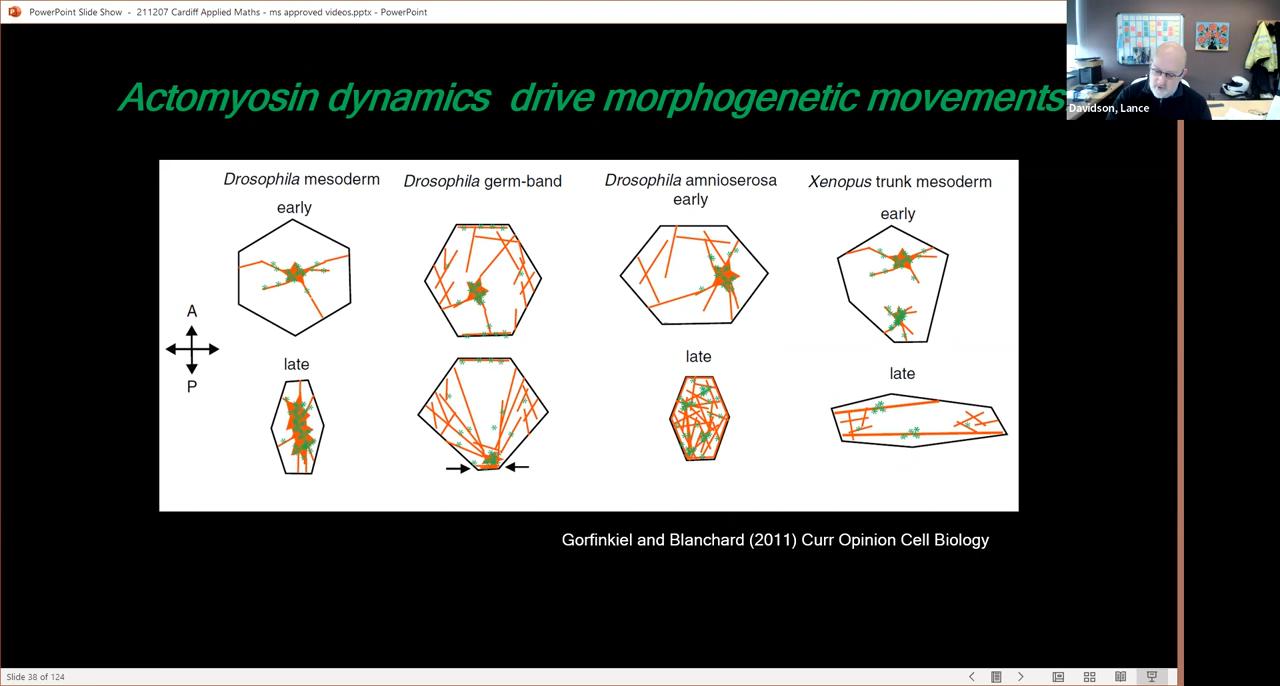 PowerPoint Slide Show - 211207 Cardiff Applied Maths - ms approved videos.pptx - PowerPoint
Davidson, Lance
Actomyosin dynamics drive morphogenetic movements
Drosophila mesoderm
early
Drosophila germ-band
Drosophila amnioserosa
early
Xenopus trunk mesoderm
early
A
P
late
late
late
Gorfinkiel and Blanchard (2011) Curr Opinion Cell Biology
Slide 38 of 124